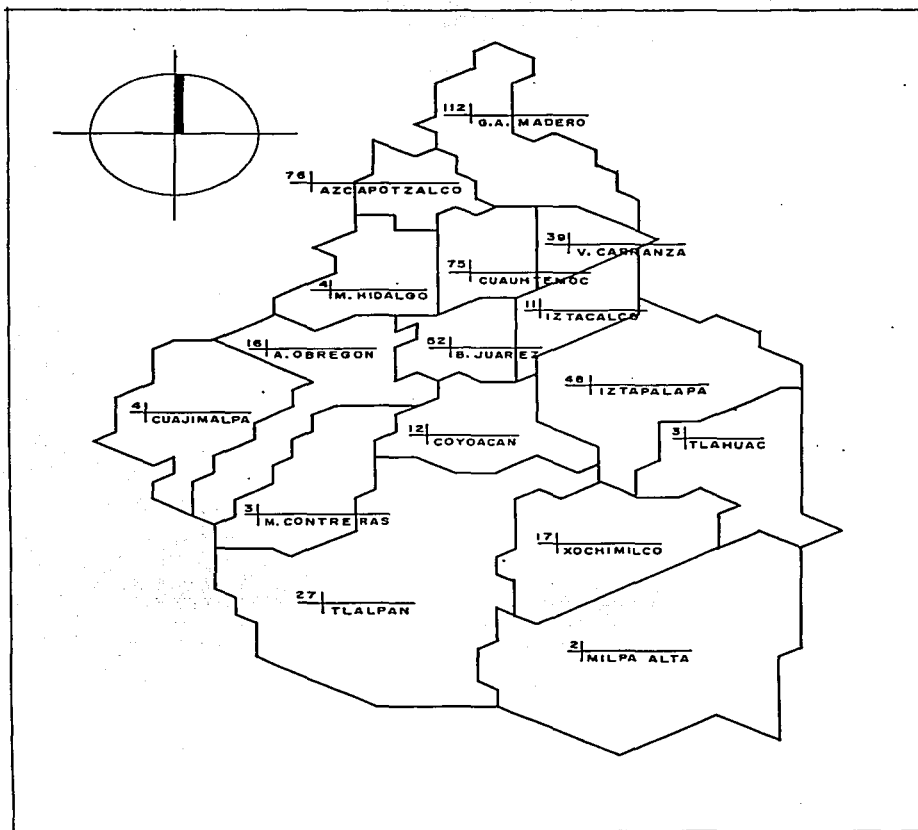 112
G.A. MADERO
76
AZCAPOTZALCO
39
V. CARRANZA
75
CUAUHTEMOC
4
M. HIDALGO
11
IZTACALCO
16
A. OBREGON
62
B. JUAREZ
46
IZTAPALAPA
4
CUAJIMALPA
12
COYOACAN
3
TLAHUAC
3
M. CONTRERAS
17
XOCHIMILCO
27
TLALPAN
2
MILPA ALTA